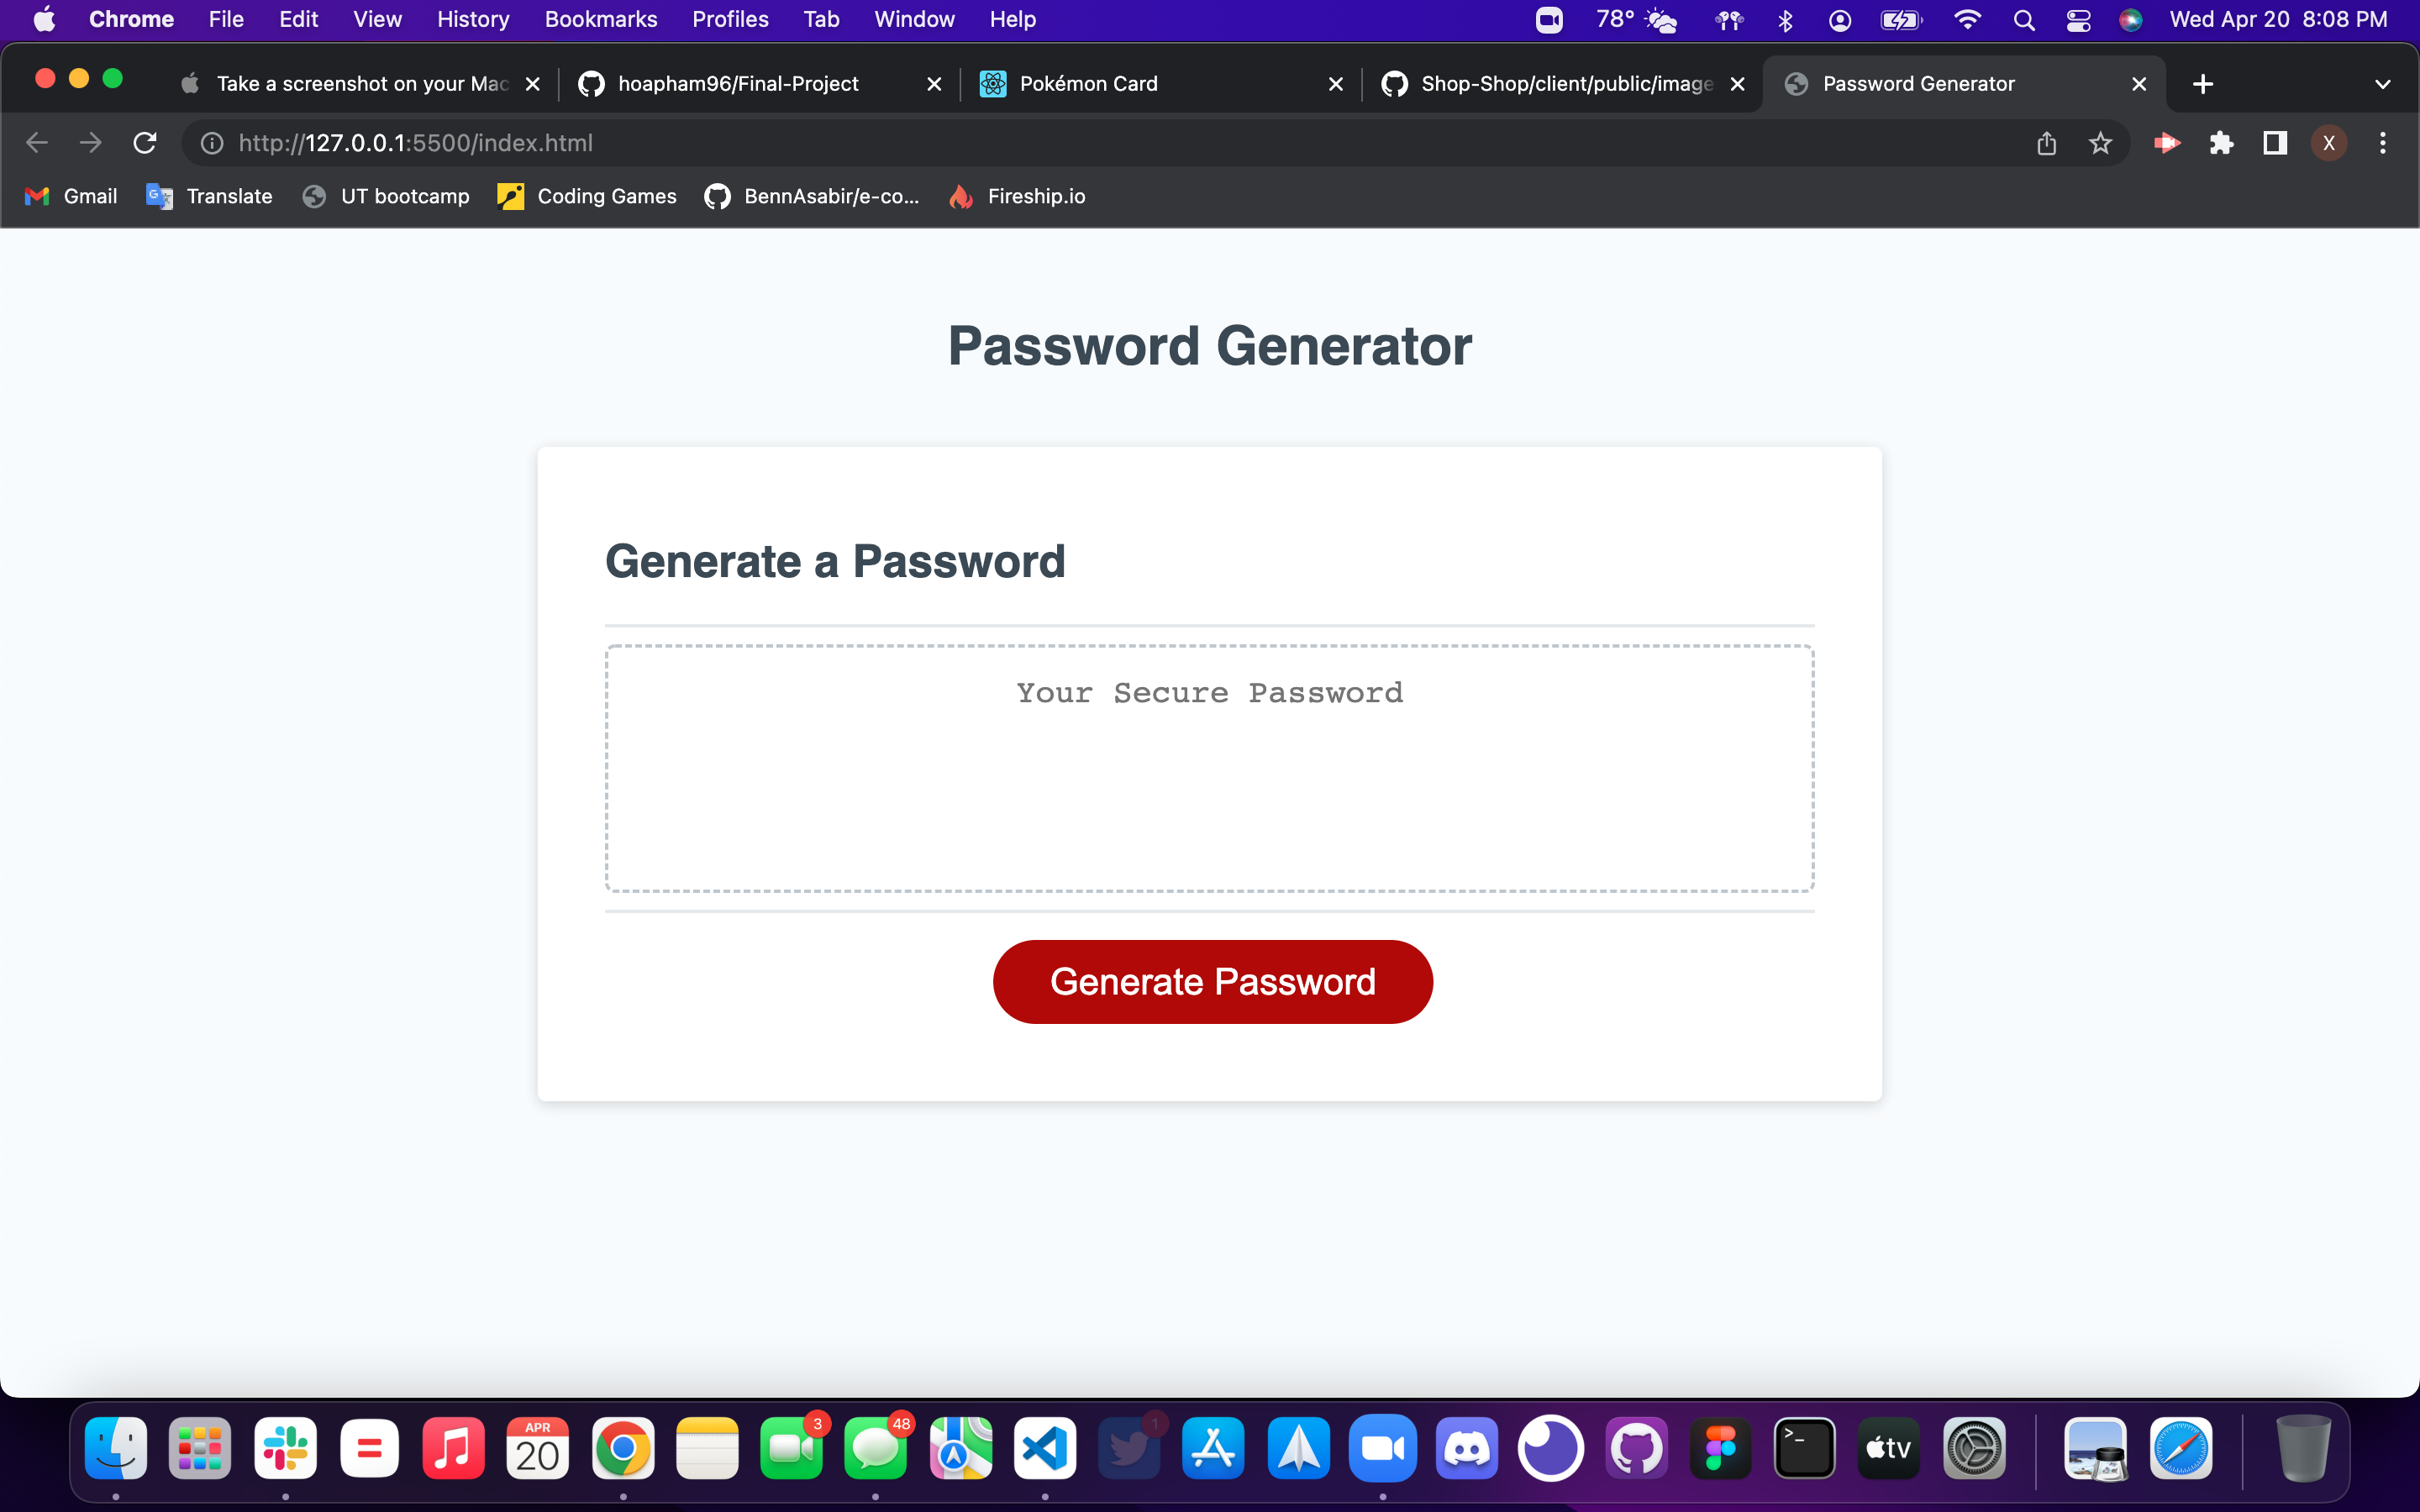 Chrome File Edit View History Bookmarks Profiles Tab Window Help 78° Wed Apr 20 8:08 PM
Take a screenshot on your Mac hoapham96/Final-Project Pokémon Card Shop-Shop/client/public/image Password Generator
http://127.0.0.1:5500/index.html X
Gmail Translate UT bootcamp Coding Games BennAsabir/e-co... Fireship.io
Password Generator
Generate a Password
Your Secure Password
Generate Password
APR 3 48 1
20 >_ tv